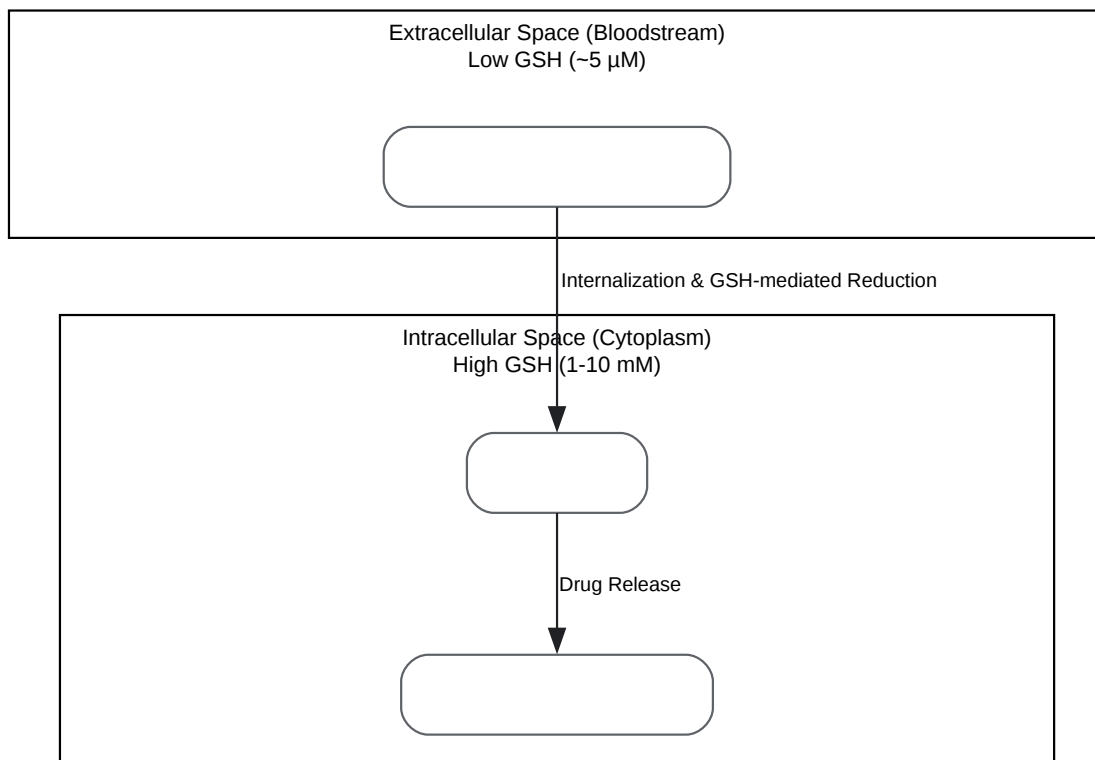 Extracellular Space (Bloodstream)
Low GSH (~5 µM)
Internalization & GSH-mediated Reduction
Intracellular Space (Cytoplasm)
High GSH (1-10 mM)
Drug Release